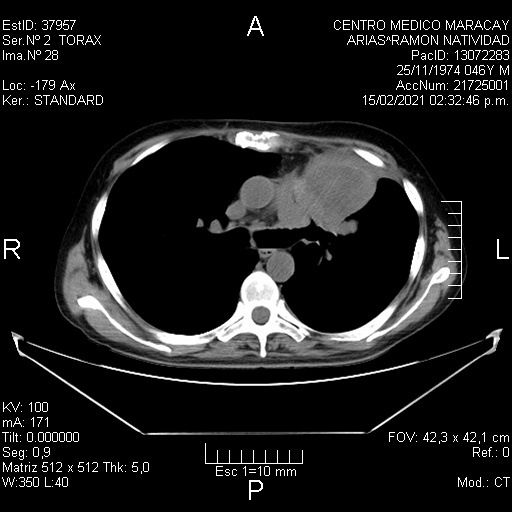 EstID: 37957
Ser.Nº 2 TORAX
Ima.Nº 28
Loc: -179 Ax
Ker.: STANDARD
A
CENTRO MEDICO MARACAY
ARIAS^RAMON NATIVIDAD
PacID: 13072283
25/11/1974 046Y M
AccNum: 21725001
15/02/2021 02:32:46 p.m.
R
L
KV: 100
mA: 171
Tilt: 0.000000
Seg: 0,9
Matriz 512 x 512 Thk: 5,0
W:350 L:40
Esc 1=10 mm
P
FOV: 42,3 x 42,1 cm
Ref.: 0
Mod.: CT